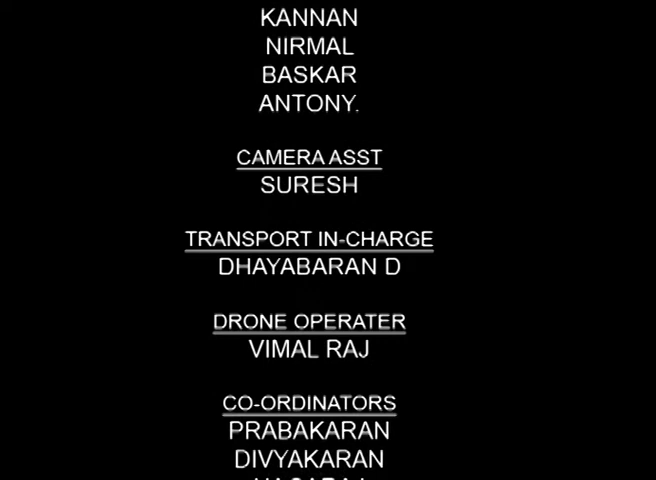 KANNAN
NIRMAL
BASKAR
ANTONY.
CAMERA ASST
SURESH
TRANSPORT IN-CHARGE
DHAYABARAN D
DRONE OPERATER
VIMAL RAJ
CO-ORDINATORS
PRABAKARAN
DIVYAKARAN